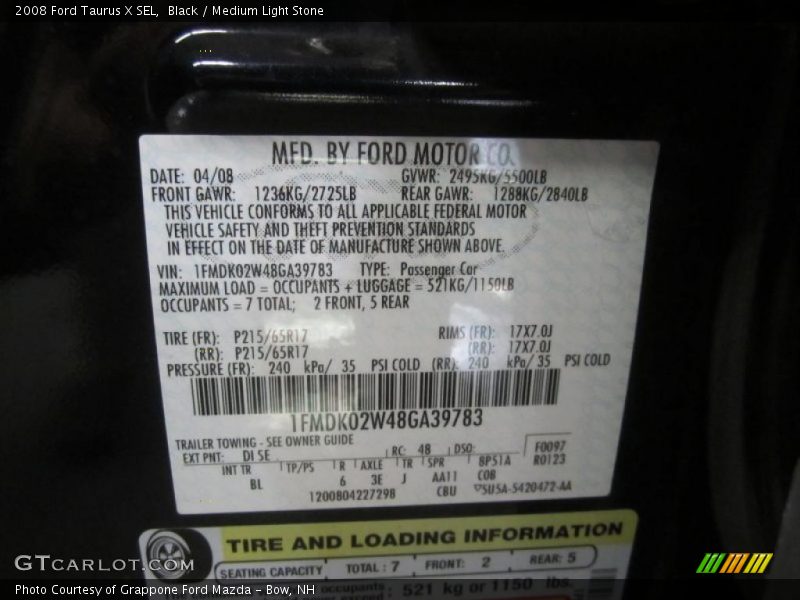 2008 Ford Taurus X SEL,  Black / Medium Light Stone
MFD. BY FORD MOTOR CO.
DATE: 04/08 GVWR: 2495KG/5500LB
FRONT GAWR: 1236KG/2725LB REAR GAWR: 1288KG/2840LB
THIS VEHICLE CONFORMS TO ALL APPLICABLE FEDERAL MOTOR
VEHICLE SAFETY AND THEFT PREVENTION STANDARDS
IN EFFECT ON THE DATE OF MANUFACTURE SHOWN ABOVE.
VIN: 1FMDK02W48GA39783 TYPE: Passenger Car
MAXIMUM LOAD = OCCUPANTS + LUGGAGE = 521KG/1150LB
OCCUPANTS = 7 TOTAL; 2 FRONT, 5 REAR
TIRE (FR): P215/65R17 RIMS (FR): 17X7.0J
(RR): P215/65R17 (RR): 17X7.0J
PRESSURE (FR): 240 kPa/ 35 PSI COLD (RR): 240 kPa/ 35 PSI COLD
1FMDK02W48GA39783
TRAILER TOWING - SEE OWNER GUIDE
EXT PNT: DI SE RC: 48 DSO: F0097
INT TR TP/PS R AXLE TR SPR 8P51A R0123
BL 6 3E J AA11 C0B
1200804227298 CBU 5U5A-5420472-AA
TIRE AND LOADING INFORMATION
SEATING CAPACITY TOTAL : 7 FRONT: 2 REAR: 5
occupants 521 kg or 1150 lbs.
GTCARLOT.COM
Photo Courtesy of Grappone Ford Mazda – Bow, NH